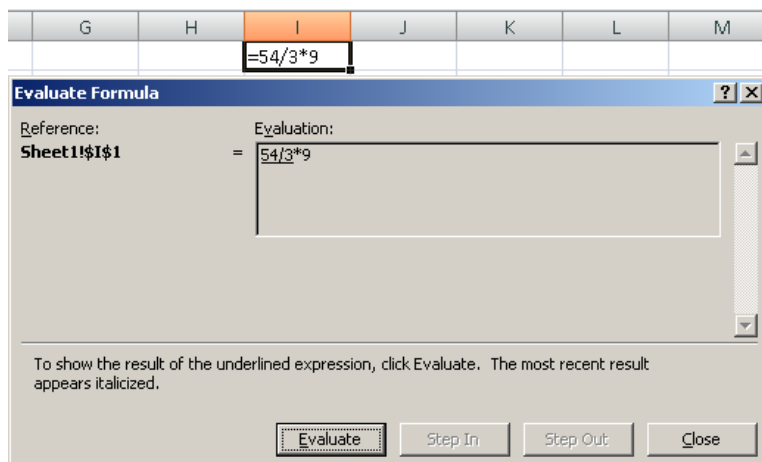 G H I J K L M
=54/3*9
Evaluate Formula
Reference: Evaluation:
Sheet1!$I$1 = 54/3*9
To show the result of the underlined expression, click Evaluate. The most recent result
appears italicized.
Evaluate Step In Step Out Close